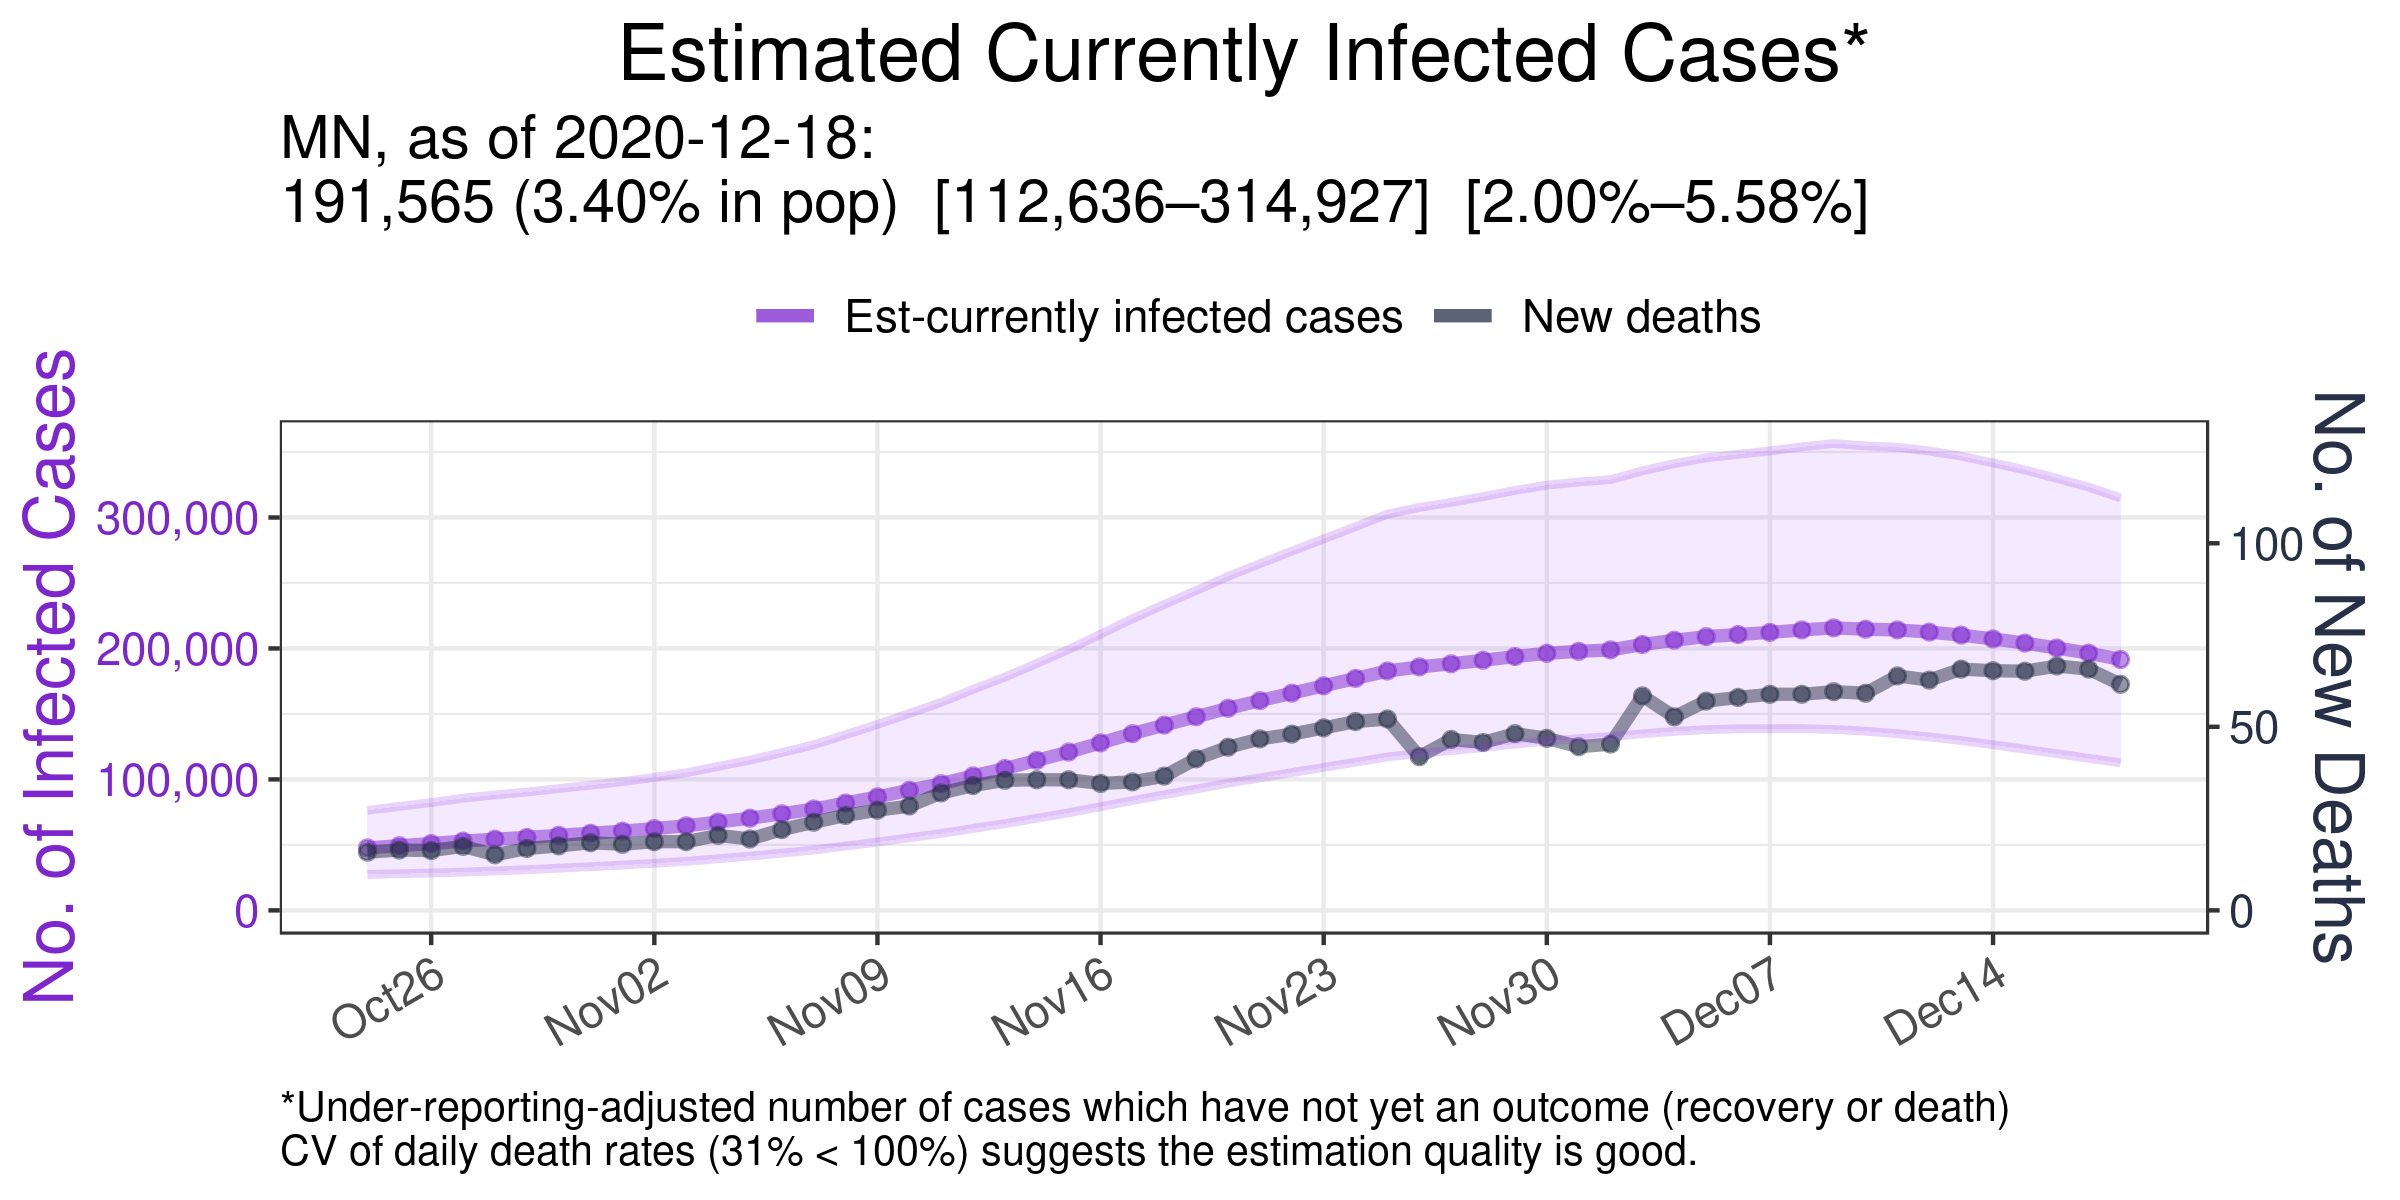 Estimated Currently Infected Cases*
MN, as of 2020-12-18:
191,565 (3.40% in pop)  [112,636–314,927]  [2.00%–5.58%]
Est-currently infected cases
New deaths
No. of Infected Cases
300,000
200,000
100,000
0
No. of New Deaths
100
50
0
Oct26
Nov02
Nov09
Nov16
Nov23
Nov30
Dec07
Dec14
*Under-reporting-adjusted number of cases which have not yet an outcome (recovery or death)
CV of daily death rates (31% < 100%) suggests the estimation quality is good.